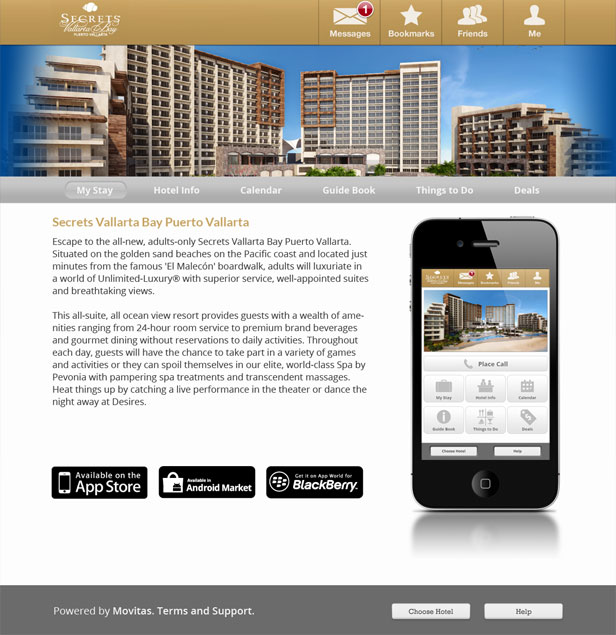 SECRETS
Vallarta Bay
PUERTO VALLARTA
1
Messages
Bookmarks
Friends
Me
My Stay
Hotel Info
Calendar
Guide Book
Things to Do
Deals
Secrets Vallarta Bay Puerto Vallarta
Escape to the all-new, adults-only Secrets Vallarta Bay Puerto Vallarta.
Situated on the golden sand beaches on the Pacific coast and located just
minutes from the famous 'El Malecón' boardwalk, adults will luxuriate in
a world of Unlimited-Luxury® with superior service, well-appointed suites
and breathtaking views.
This all-suite, all ocean view resort provides guests with a wealth of ame-
nities ranging from 24-hour room service to premium brand beverages
and gourmet dining without reservations to daily activities. Throughout
each day, guests will have the chance to take part in a variety of games
and activities or they can spoil themselves in our elite, world-class Spa by
Pevonia with pampering spa treatments and transcendent massages.
Heat things up by catching a live performance in the theater or dance the
night away at Desires.
SECRETS
Messages
Bookmarks
Friends
Me
Place Call
My Stay
Hotel Info
Calendar
Guide Book
Things to Do
Deals
Choose Hotel
Help
Available on the
App Store
Available in
Android Market
Get it on App World for
BlackBerry.
Powered by Movitas. Terms and Support.
Choose Hotel
Help